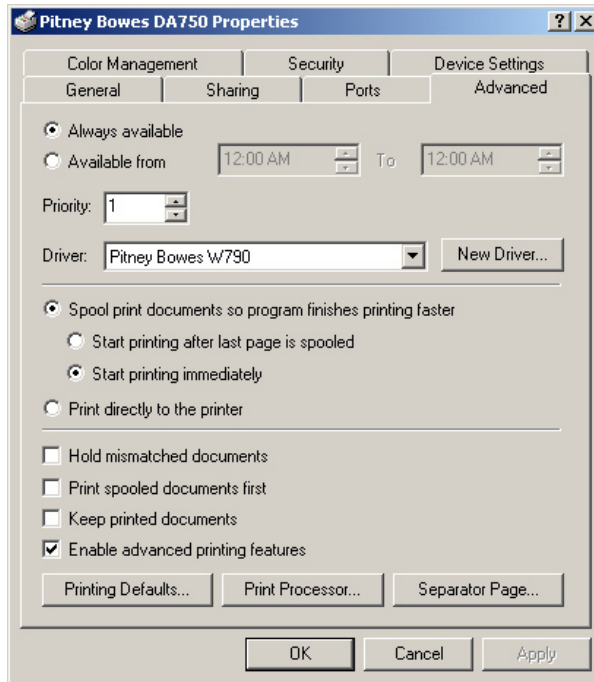 Pitney Bowes DA750 Properties
Color Management Security Device Settings
General Sharing Ports Advanced
Always available
Available from 12:00 AM To 12:00 AM
Priority: 1
Driver: Pitney Bowes W790 New Driver...
Spool print documents so program finishes printing faster
Start printing after last page is spooled
Start printing immediately
Print directly to the printer
Hold mismatched documents
Print spooled documents first
Keep printed documents
Enable advanced printing features
Printing Defaults... Print Processor... Separator Page...
OK Cancel Apply